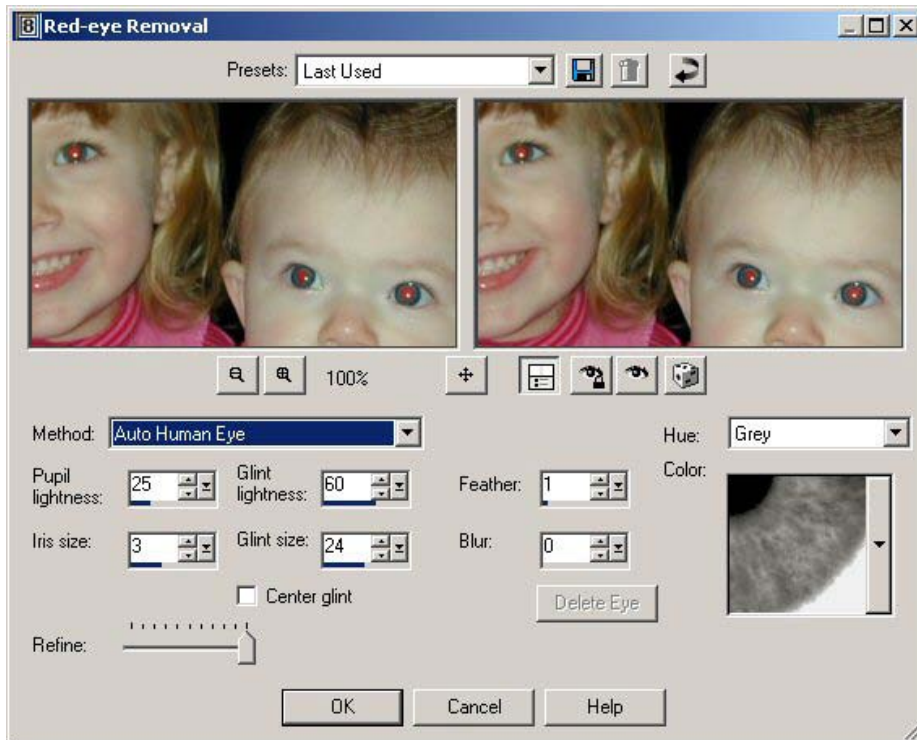 8 Red-eye Removal
Presets: Last Used
100%
Method: Auto Human Eye
Hue: Grey
Pupil lightness: 25
Glint lightness: 60
Feather: 1
Color:
Iris size: 3
Glint size: 24
Blur: 0
Center glint
Delete Eye
Refine:
OK
Cancel
Help